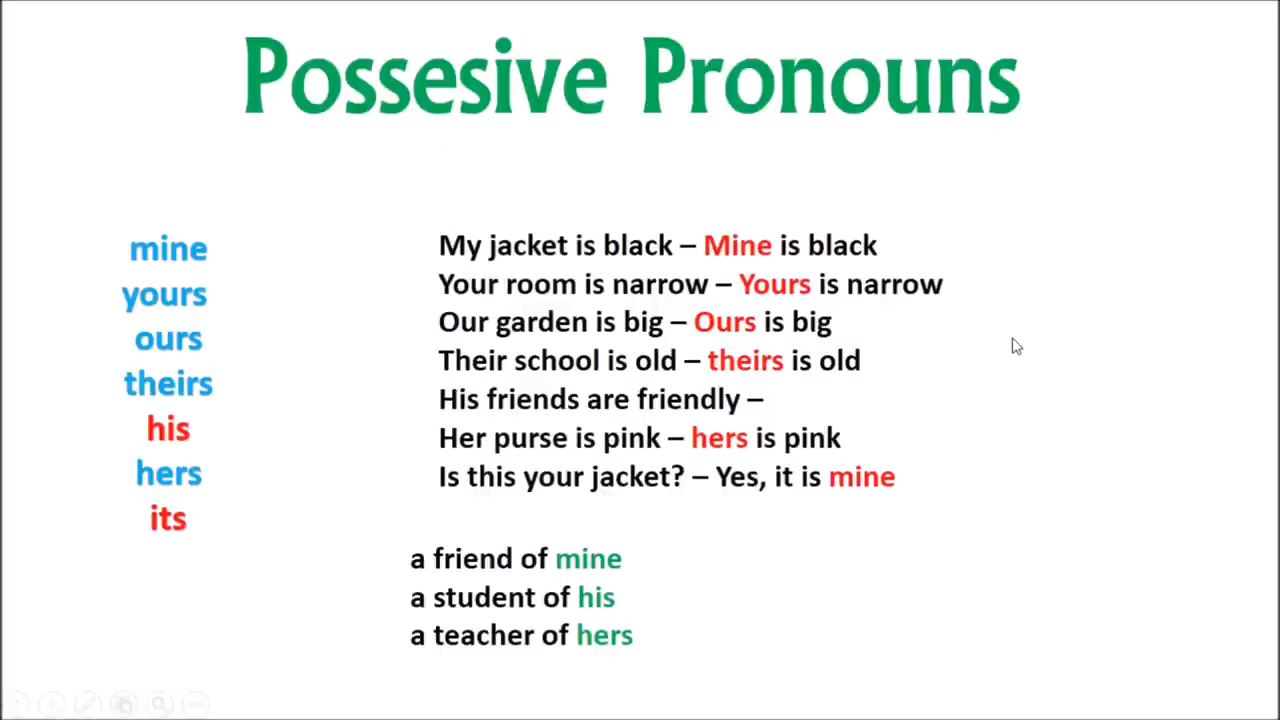 Possesive Pronouns
mine
yours
ours
theirs
his
hers
its
My jacket is black – Mine is black
Your room is narrow – Yours is narrow
Our garden is big – Ours is big
Their school is old – theirs is old
His friends are friendly –
Her purse is pink – hers is pink
Is this your jacket? – Yes, it is mine
a friend of mine
a student of his
a teacher of hers